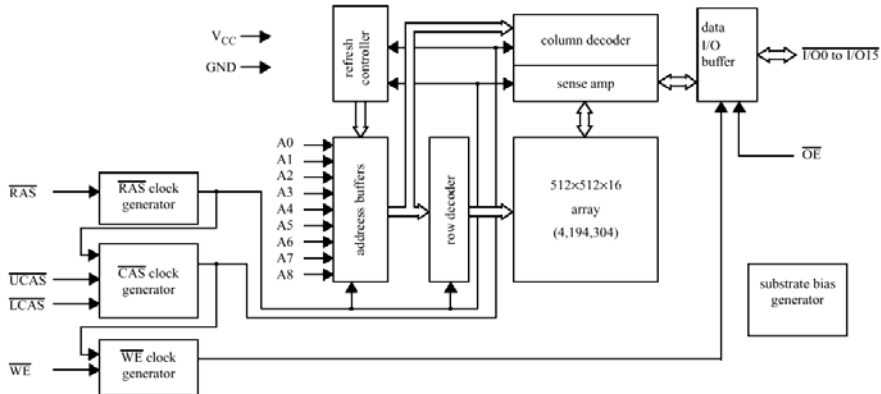 V_CC
GND
refresh
controller
column decoder
sense amp
data
I/O
buffer
I/O0 to I/O15
OE
A0
A1
A2
A3
A4
A5
A6
A7
A8
addreess buffers
row decoder
512×512×16
array
(4,194,304)
RAS
RAS clock
generator
UCAS
LCAS
CAS clock
generator
WE
WE clock
generator
substrate bias
generator